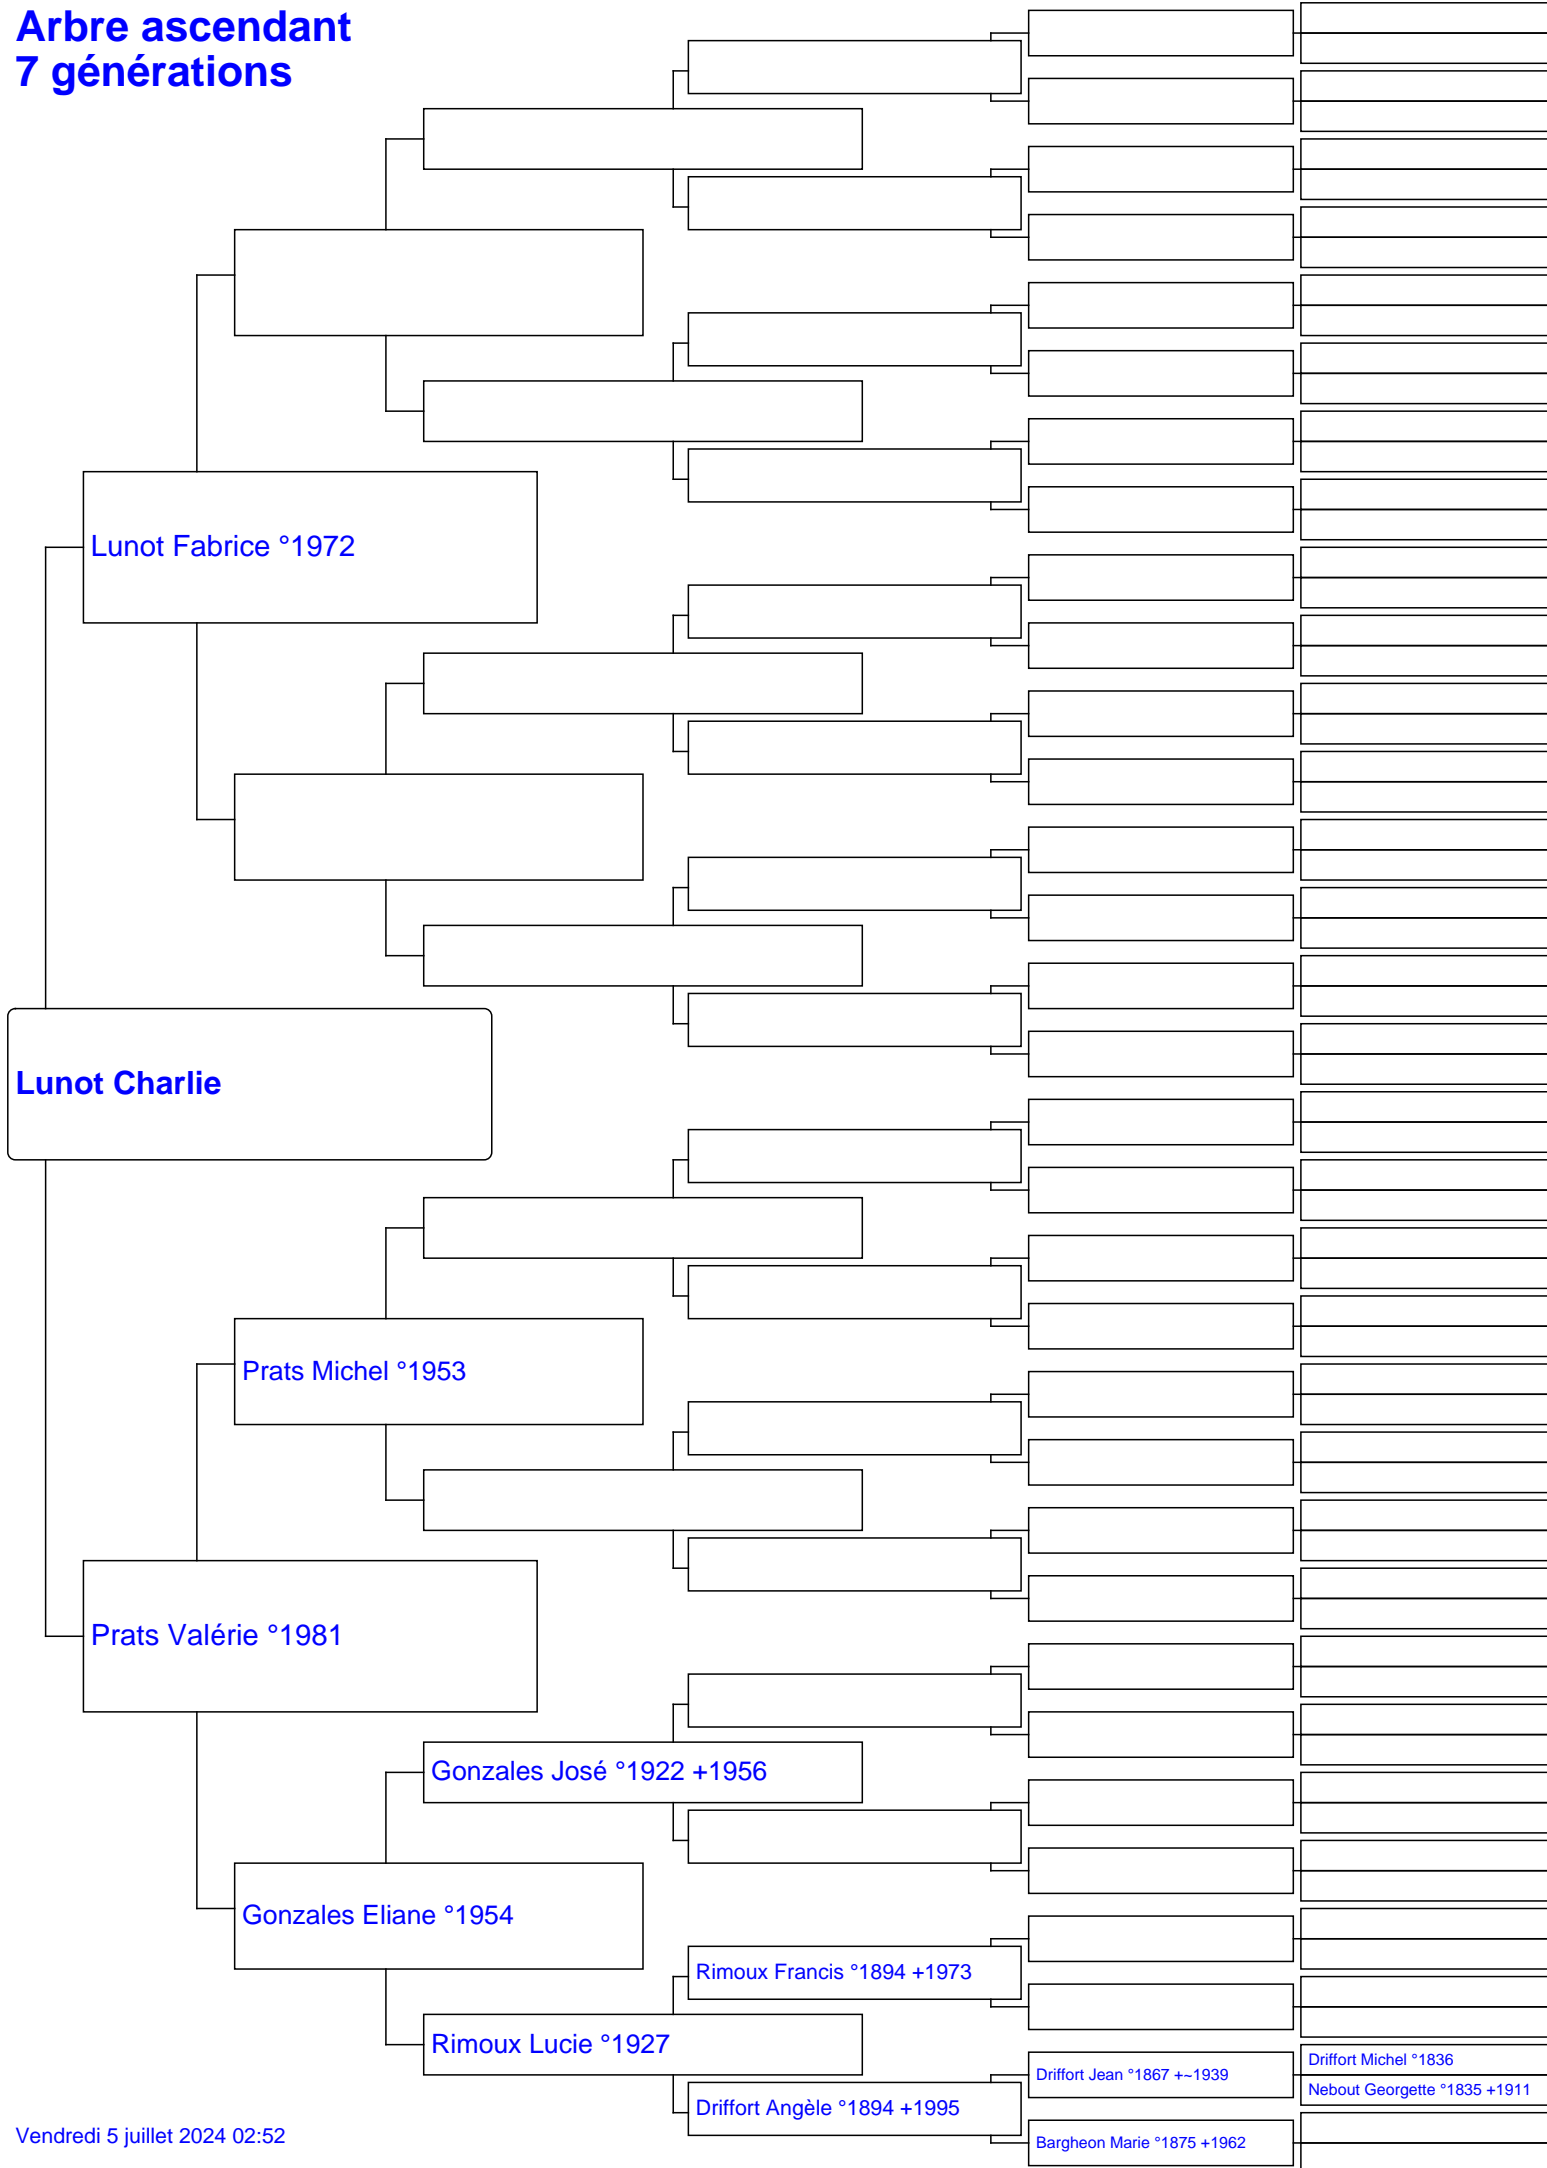 Arbre ascendant
7 générations
Lunot Fabrice °1972
Lunot Charlie
Prats Michel °1953
Prats Valérie °1981
Gonzales José °1922 +1956
Gonzales Eliane °1954
Rimoux Francis °1894 +1973
Rimoux Lucie °1927
Driffort Michel °1836
Driffort Jean °1867 +~1939
Nebout Georgette °1835 +1911
Driffort Angèle °1894 +1995
Bargheon Marie °1875 +1962
Vendredi 5 juillet 2024 02:52